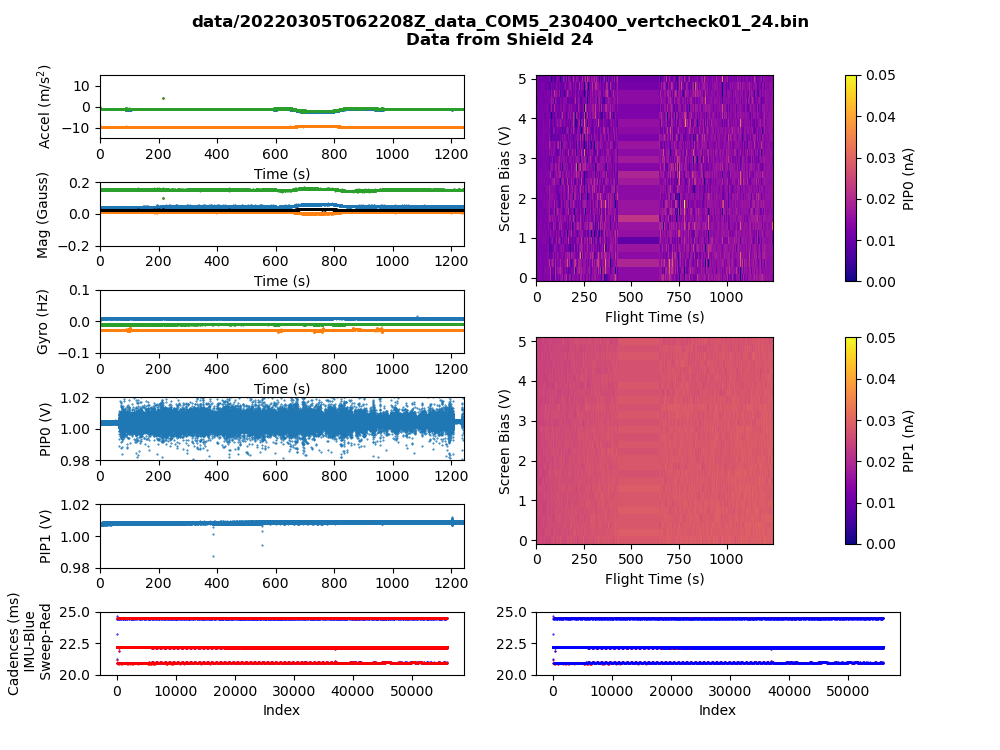 data/20220305T062208Z_data_COM5_230400_vertcheck01_24.bin
Data from Shield 24
Accel (m/s²)
10
0
−10
0 200 400 600 800 1000 1200
Time (s)
Mag (Gauss)
0.2
0.0
−0.2
0 200 400 600 800 1000 1200
Time (s)
Gyro (Hz)
0.1
0.0
−0.1
0 200 400 600 800 1000 1200
Time (s)
PIP0 (V)
1.02
1.00
0.98
0 200 400 600 800 1000 1200
PIP1 (V)
1.02
1.00
0.98
0 200 400 600 800 1000 1200
Cadences (ms)
IMU-Blue
Sweep-Red
25.0
22.5
20.0
0 10000 20000 30000 40000 50000
Index
Screen Bias (V)
5
4
3
2
1
0
0 250 500 750 1000
Flight Time (s)
0.05
0.04
0.03
0.02
0.01
0.00
PIP0 (nA)
Screen Bias (V)
5
4
3
2
1
0
0 250 500 750 1000
Flight Time (s)
0.05
0.04
0.03
0.02
0.01
0.00
PIP1 (nA)
25.0
22.5
20.0
0 10000 20000 30000 40000 50000
Index